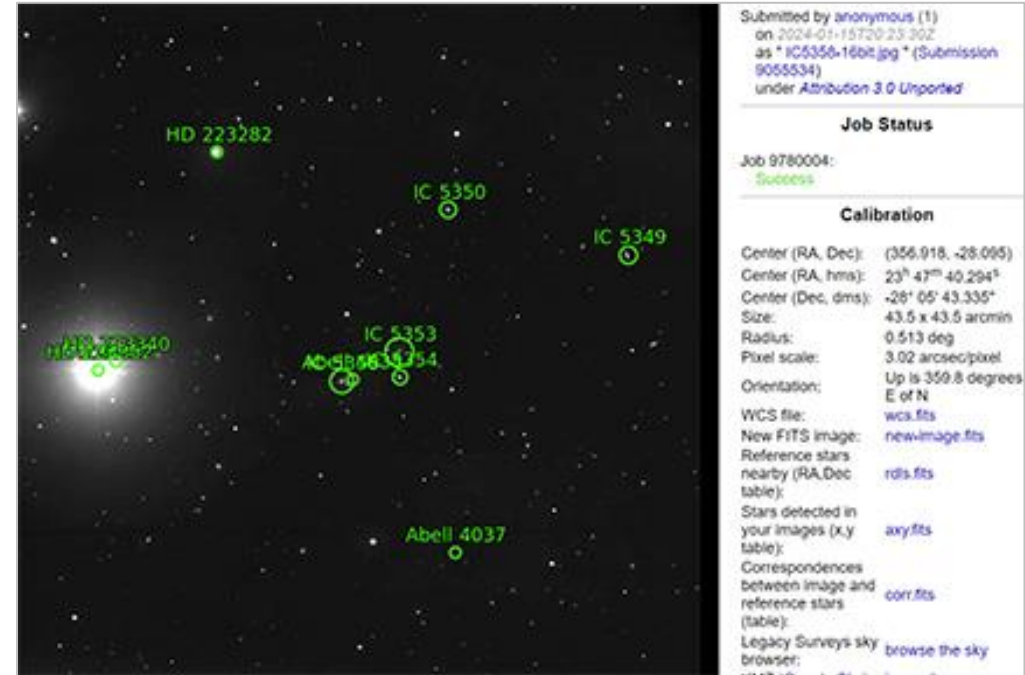 HD 223282
IC 5350
IC 5349
IC 5353
Abell 4037
Submitted by anonymous (1)
on 2024-01-15T20:23:30Z
as " IC5358-16bit.jpg " (Submission
9055534)
under Attribution 3.0 Unported
Job Status
Job 9780004:
Success
Calibration
Center (RA, Dec): (356.918, -28.095)
Center (RA, hms): 23h 47m 40.294s
Center (Dec, dms): -28° 05' 43.335"
Size: 43.5 x 43.5 arcmin
Radius: 0.513 deg
Pixel scale: 3.02 arcsec/pixel
Orientation: Up is 359.8 degrees
E of N
WCS file: wcs.fits
New FITS image: new-image.fits
Reference stars
nearby (RA,Dec rdls.fits
table):
Stars detected in
your images (x,y axy.fits
table):
Correspondences
between image and corr.fits
reference stars
(table):
Legacy Surveys sky browse the sky
browser: